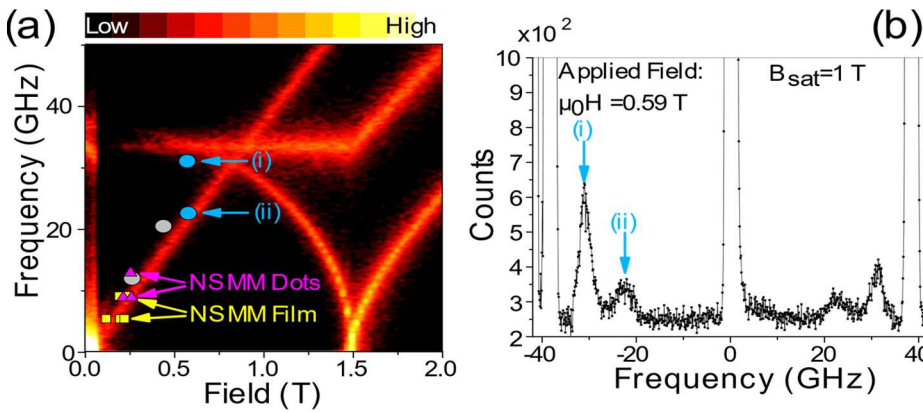 (a)
Low
High
Frequency (GHz)
40
20
0
(i)
(ii)
NSMM Dots
NSMM Film
0.0 0.5 1.0 1.5 2.0
Field (T)
(b)
x10²
Applied Field:
μ₀H =0.59 T
Bsat=1 T
(i)
(ii)
Counts
10
9
8
7
6
5
4
3
2
-40 -20 0 20 40
Frequency (GHz)